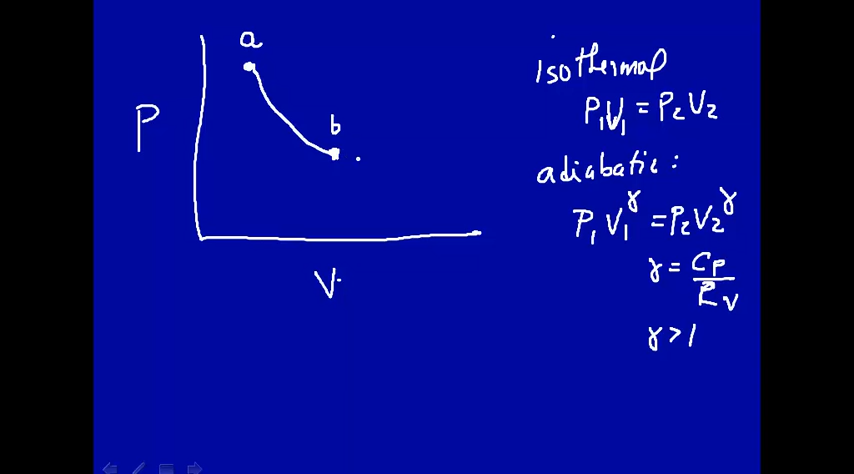 a
P
b
V
isothermal
P₁V₁ = P₂V₂
adiabatic:
P₁V₁^γ = P₂V₂^γ
γ = Cp/Cv
γ > 1